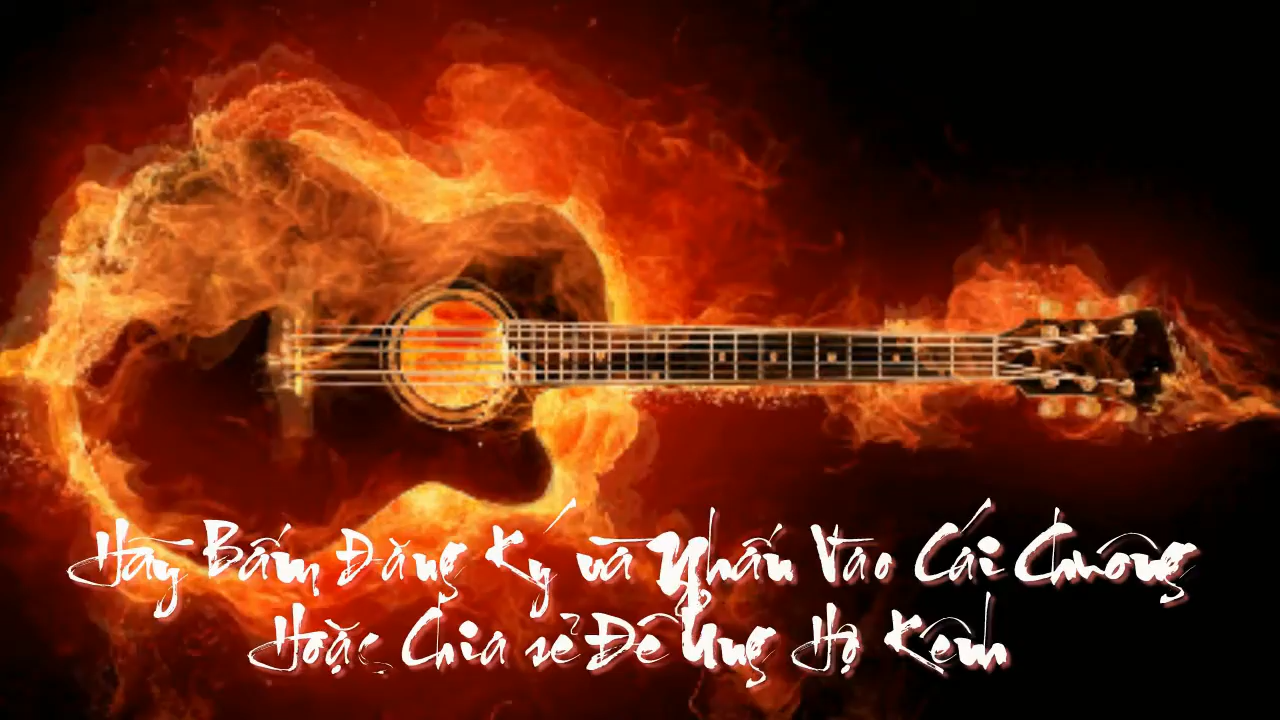 Hãy Bấm Đăng Ký và Nhấn Vào Cái Chuông
Hoặc Chia sẻ Để Ủng Hộ Kênh